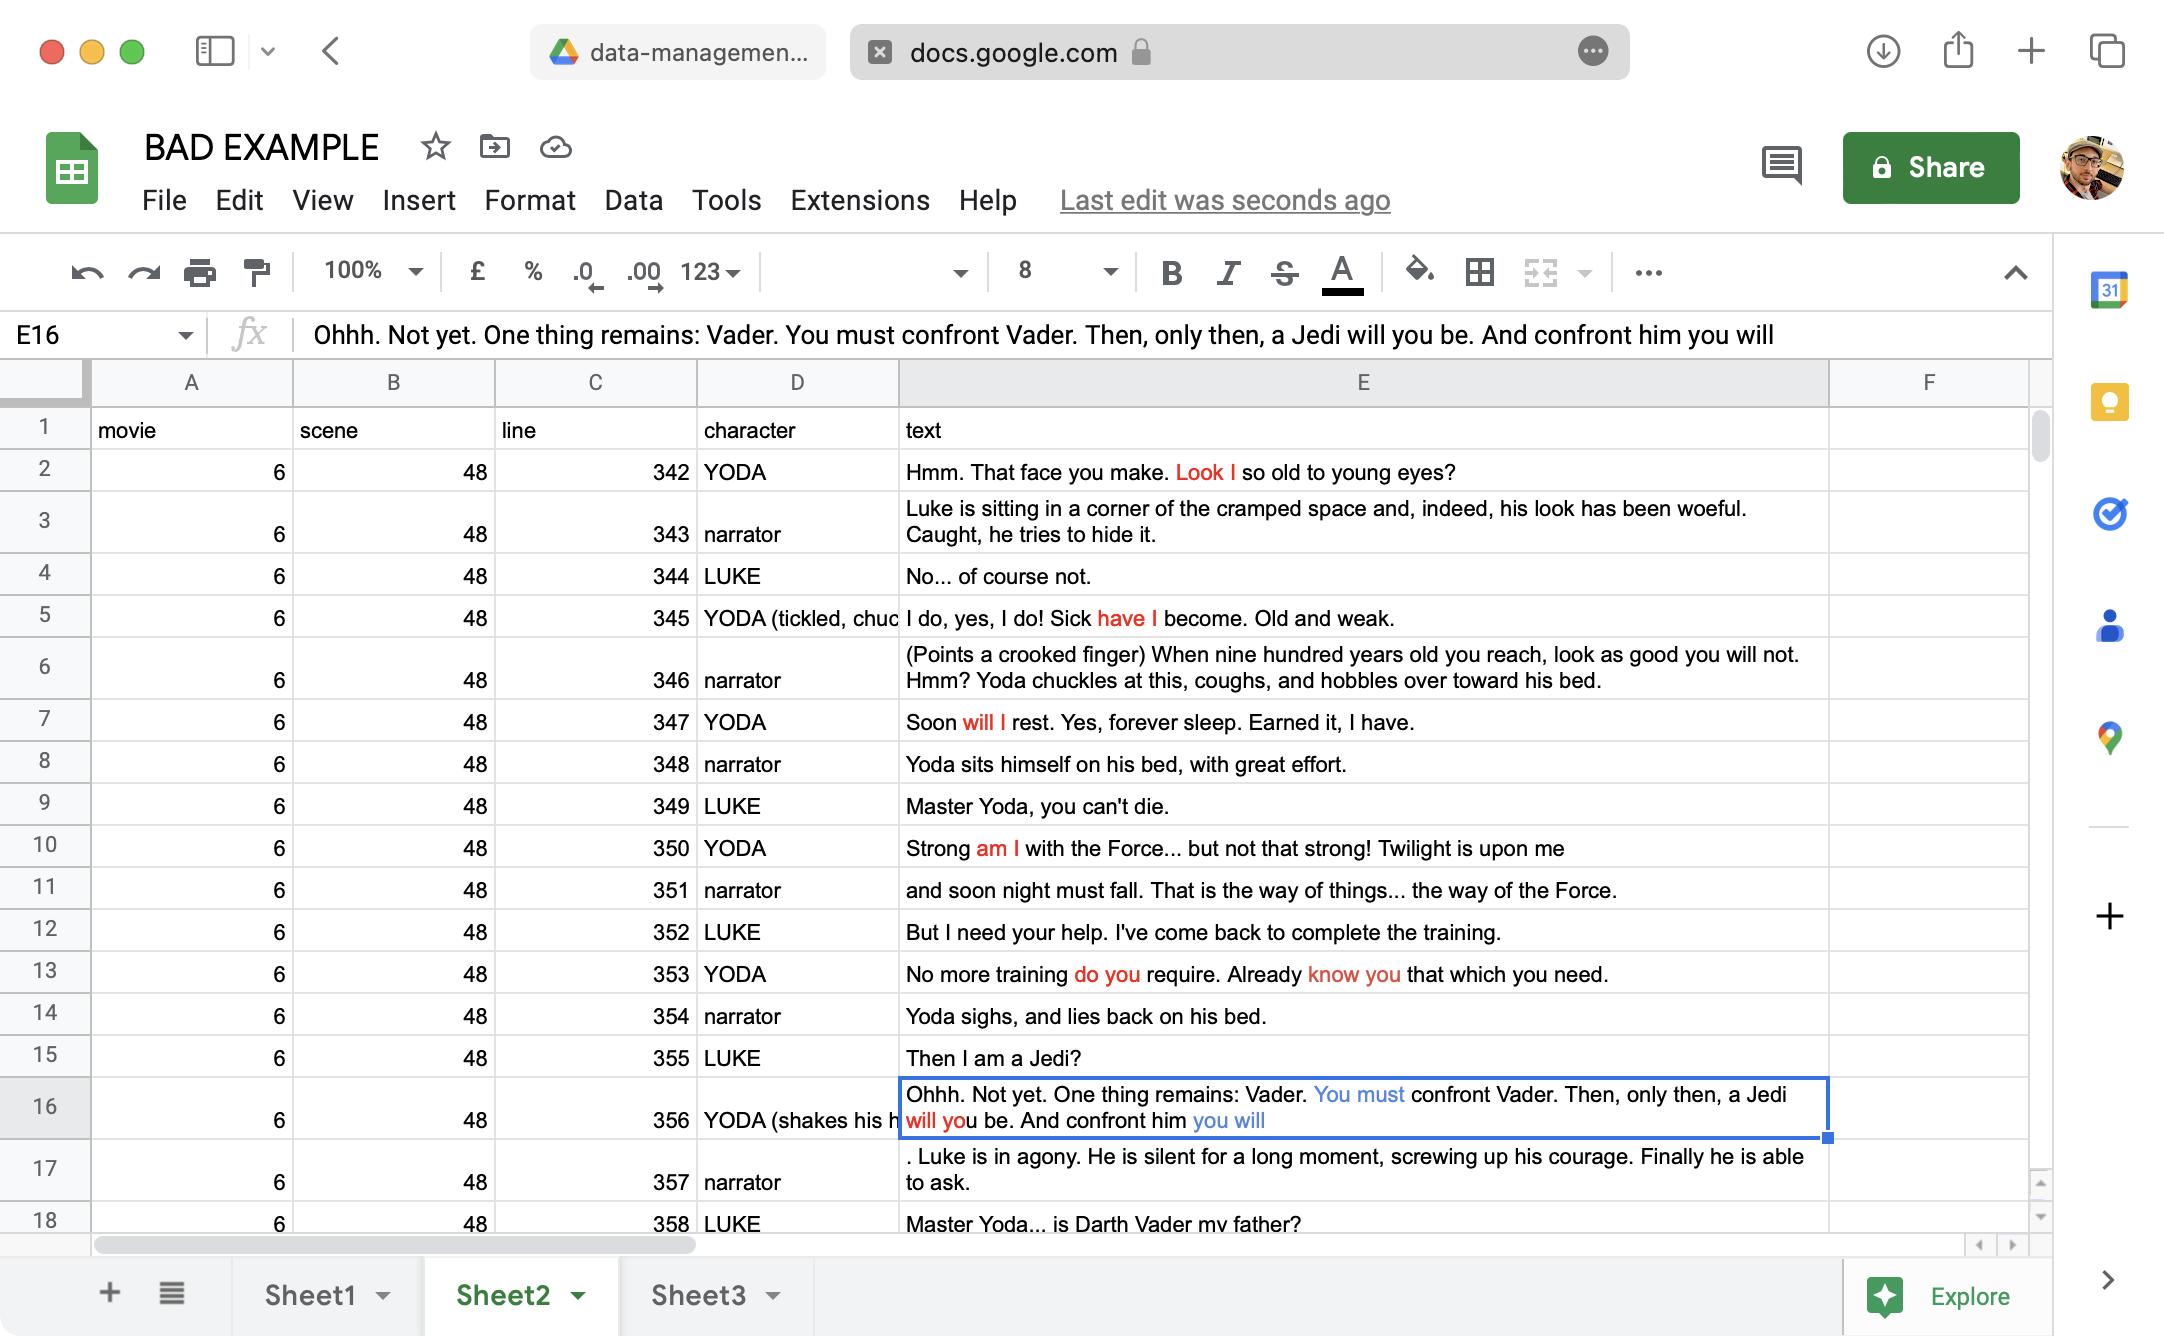 data-managemen...
docs.google.com
BAD EXAMPLE
File Edit View Insert Format Data Tools Extensions Help Last edit was seconds ago
Share
100% £ % .0 .00 123 8 B I S A
31
E16 fx Ohhh. Not yet. One thing remains: Vader. You must confront Vader. Then, only then, a Jedi will you be. And confront him you will
A B C D E F
1 movie scene line character text
2 6 48 342 YODA Hmm. That face you make. Look I so old to young eyes?
3 6 48 343 narrator Luke is sitting in a corner of the cramped space and, indeed, his look has been woeful.
Caught, he tries to hide it.
4 6 48 344 LUKE No... of course not.
5 6 48 345 YODA (tickled, chuc I do, yes, I do! Sick have I become. Old and weak.
6 6 48 346 narrator (Points a crooked finger) When nine hundred years old you reach, look as good you will not.
Hmm? Yoda chuckles at this, coughs, and hobbles over toward his bed.
7 6 48 347 YODA Soon will I rest. Yes, forever sleep. Earned it, I have.
8 6 48 348 narrator Yoda sits himself on his bed, with great effort.
9 6 48 349 LUKE Master Yoda, you can't die.
10 6 48 350 YODA Strong am I with the Force... but not that strong! Twilight is upon me
11 6 48 351 narrator and soon night must fall. That is the way of things... the way of the Force.
12 6 48 352 LUKE But I need your help. I've come back to complete the training.
13 6 48 353 YODA No more training do you require. Already know you that which you need.
14 6 48 354 narrator Yoda sighs, and lies back on his bed.
15 6 48 355 LUKE Then I am a Jedi?
16 6 48 356 YODA (shakes his h Ohhh. Not yet. One thing remains: Vader. You must confront Vader. Then, only then, a Jedi
will you be. And confront him you will
17 6 48 357 narrator . Luke is in agony. He is silent for a long moment, screwing up his courage. Finally he is able
to ask.
18 6 48 358 LUKE Master Yoda... is Darth Vader my father?
Sheet1 Sheet2 Sheet3 Explore